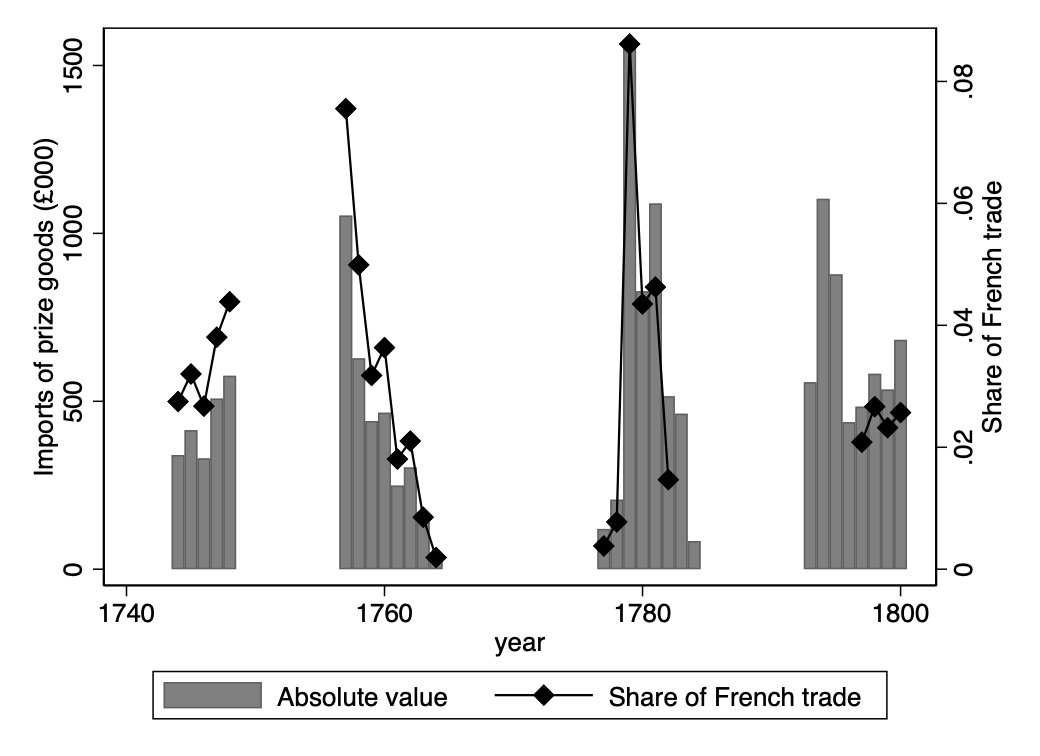 Imports of prize goods (£000)
1500
1000
500
0
.08
.06
.04
.02
0
Share of French trade
1740 1760 1780 1800
year
Absolute value Share of French trade